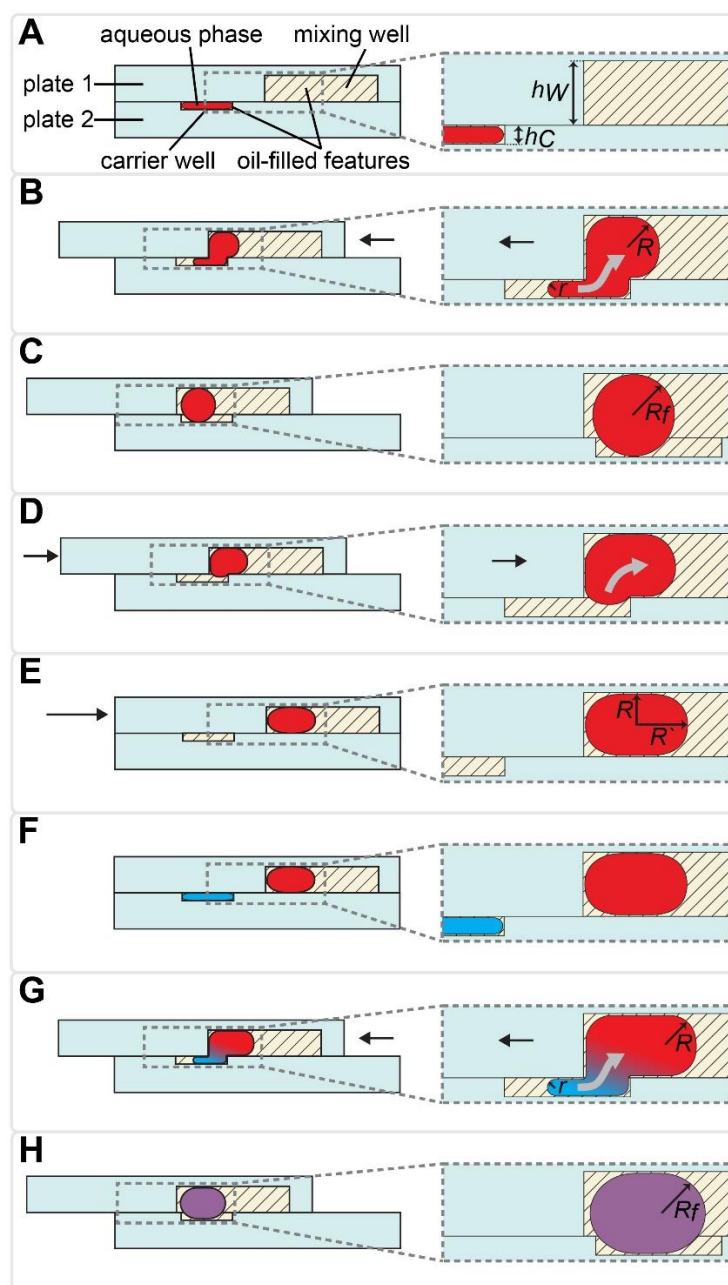 A
aqueous phase
mixing well
plate 1
plate 2
carrier well
oil-filled features
hW
hC
B
R
r
C
Rf
D
E
R
R`
F
G
R
r
H
Rf